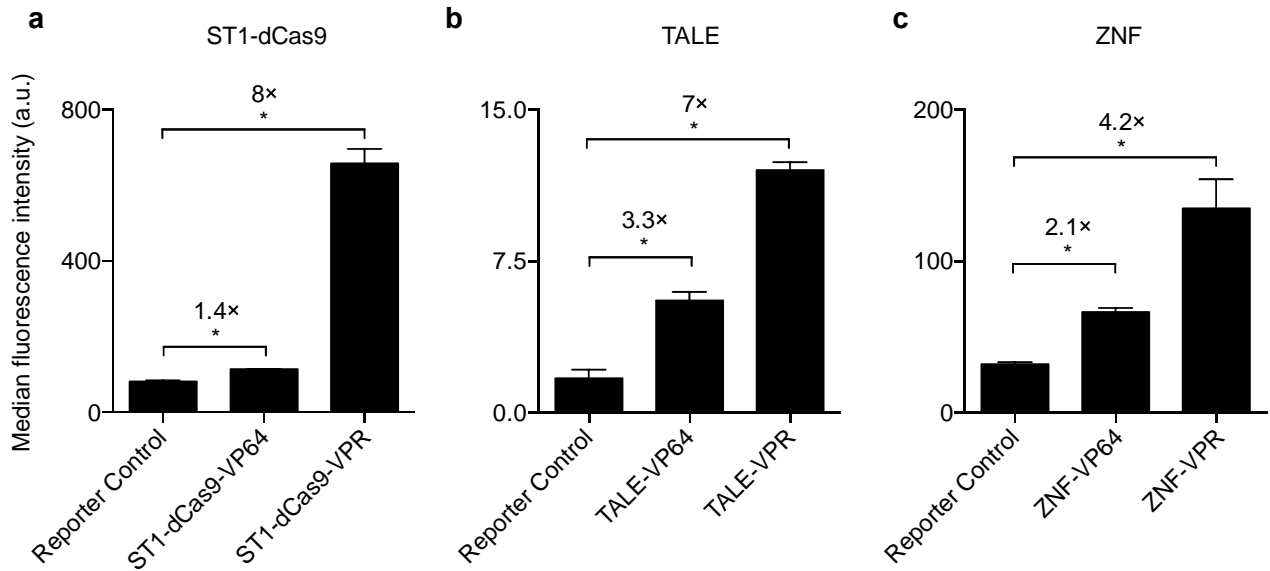 a
ST1-dCas9
Median fluorescence intensity (a.u.)
800
400
0
8×
*
1.4×
*
Reporter Control
ST1-dCas9-VP64
ST1-dCas9-VPR
b
TALE
15.0
7.5
0.0
7×
*
3.3×
*
Reporter Control
TALE-VP64
TALE-VPR
c
ZNF
200
100
0
4.2×
*
2.1×
*
Reporter Control
ZNF-VP64
ZNF-VPR